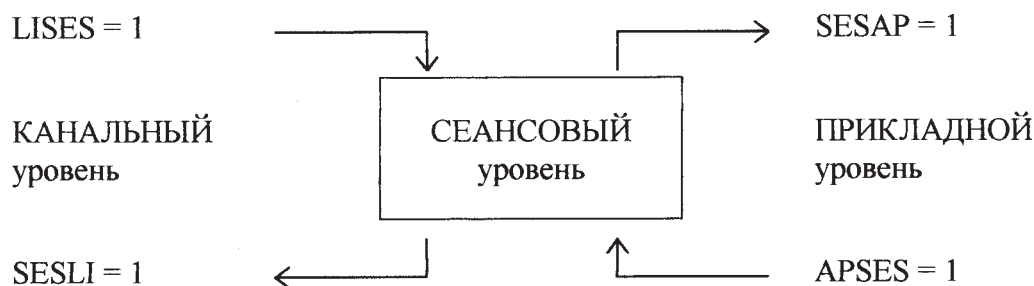 LISES = 1
SESAP = 1
КАНАЛЬНЫЙ
уровень
СЕАНСОВЫЙ
уровень
ПРИКЛАДНОЙ
уровень
SESLI = 1
APSES = 1